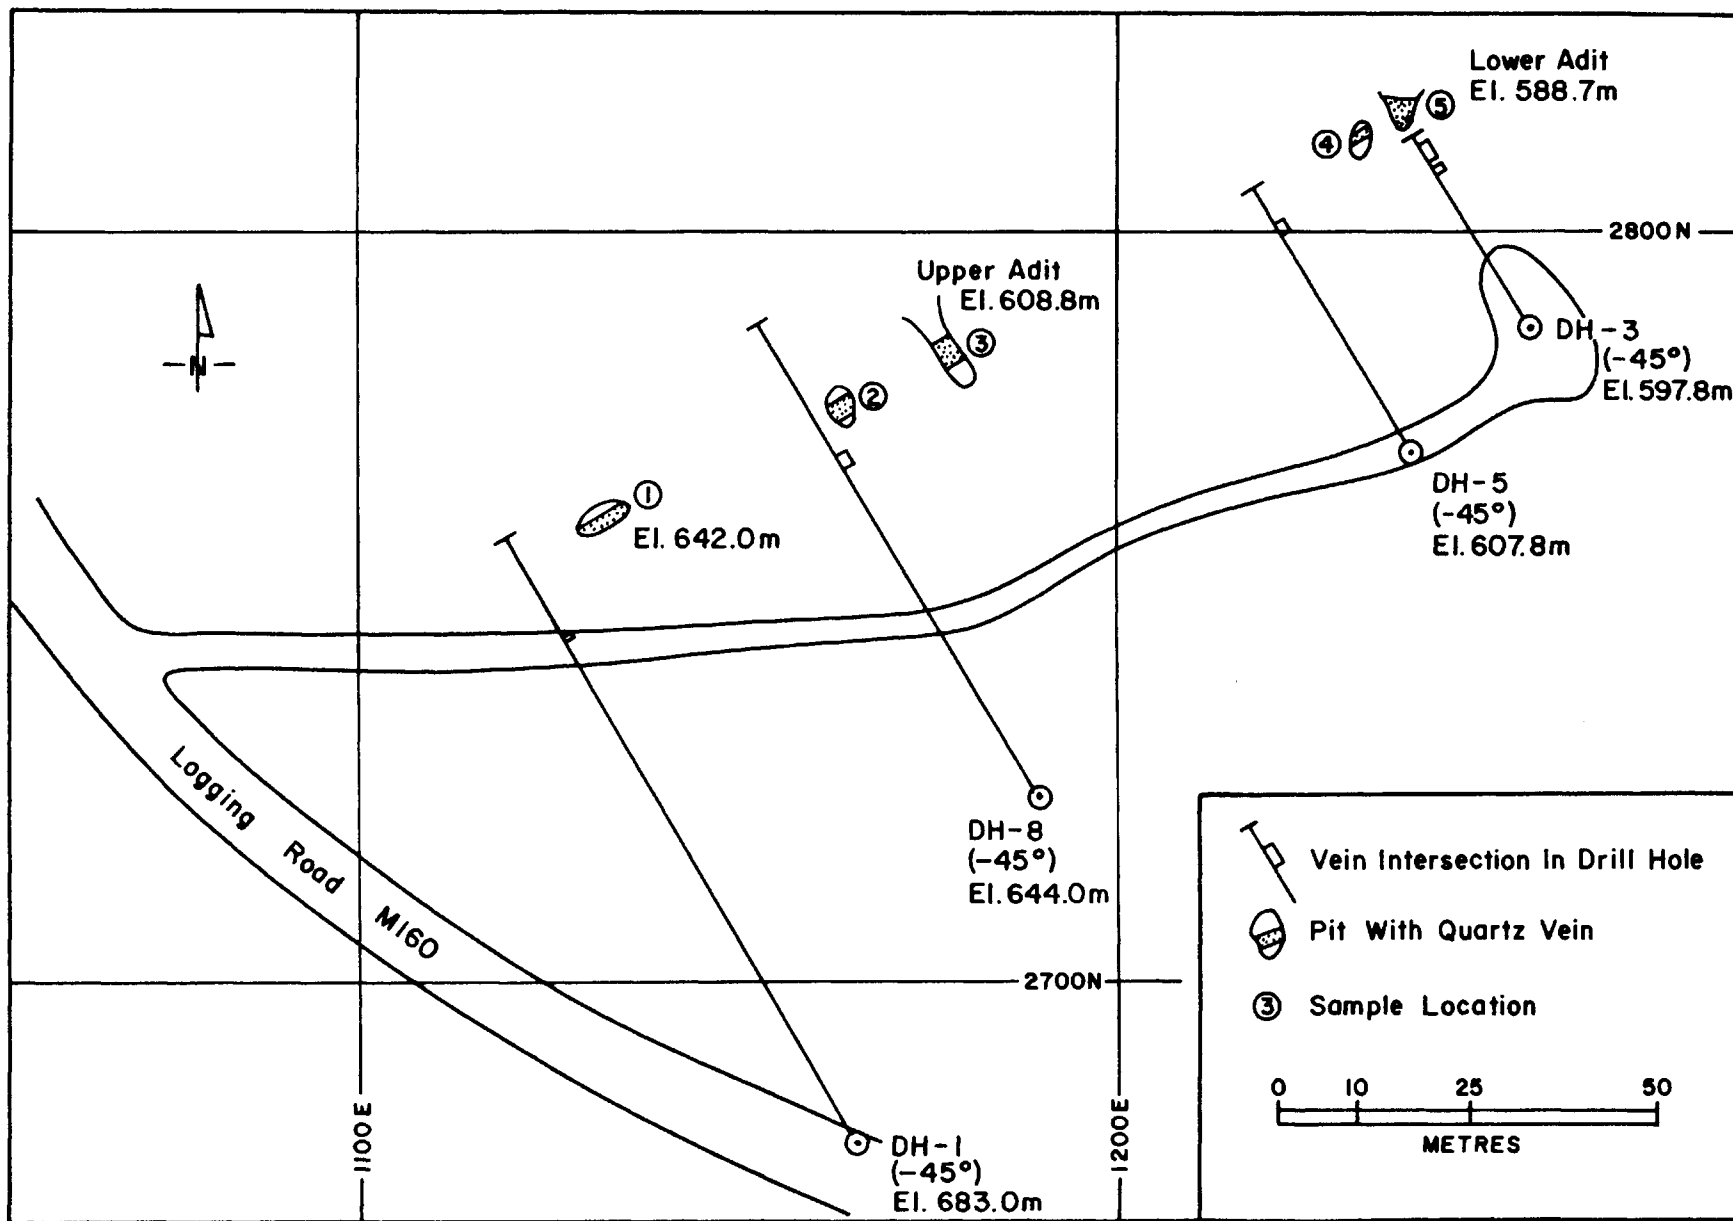 Lower Adit
El. 588.7m
5
4
2800N
Upper Adit
El. 608.8m
3
N
DH-3
(-45°)
El. 597.8m
2
DH-5
(-45°)
El. 607.8m
1
El. 642.0m
Logging Road M160
DH-8
(-45°)
El. 644.0m
2700N
1100E
1200E
DH-1
(-45°)
El. 683.0m
Vein Intersection In Drill Hole
Pit With Quartz Vein
3 Sample Location
0 10 25 50
METRES